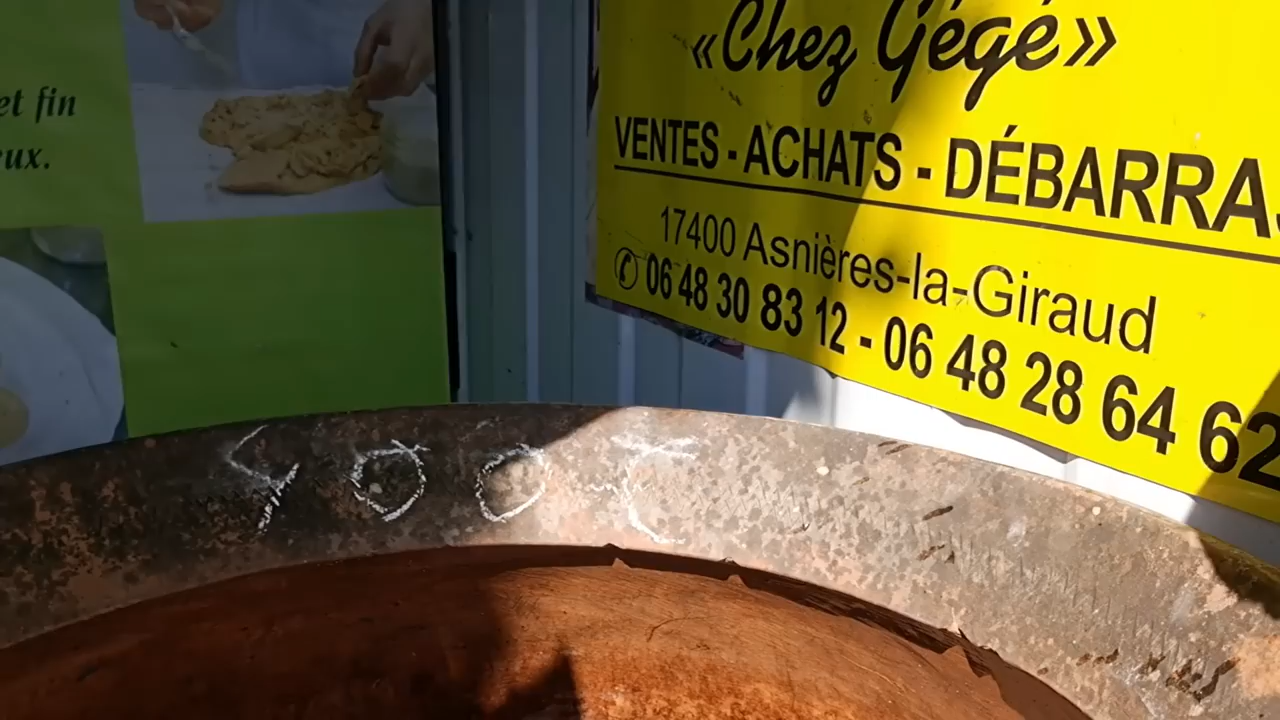 et fin
eux.
«Chez Gégé»
VENTES - ACHATS - DÉBARRAS
17400 Asnières-la-Giraud
✆ 06 48 30 83 12 - 06 48 28 64 62
400 €